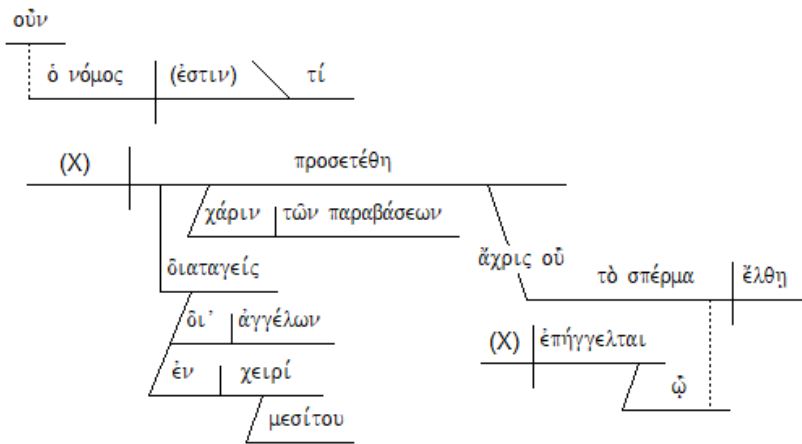 οὖν
ὁ νόμος (ἐστιν) τί
(X) προσετέθη
χάριν τῶν παραβάσεων
διαταγείς ἄχρις οὗ τὸ σπέρμα ἔλθῃ
δι' ἀγγέλων (X) ἐπήγγελται
ἐν χειρί ᾧ
μεσίτου